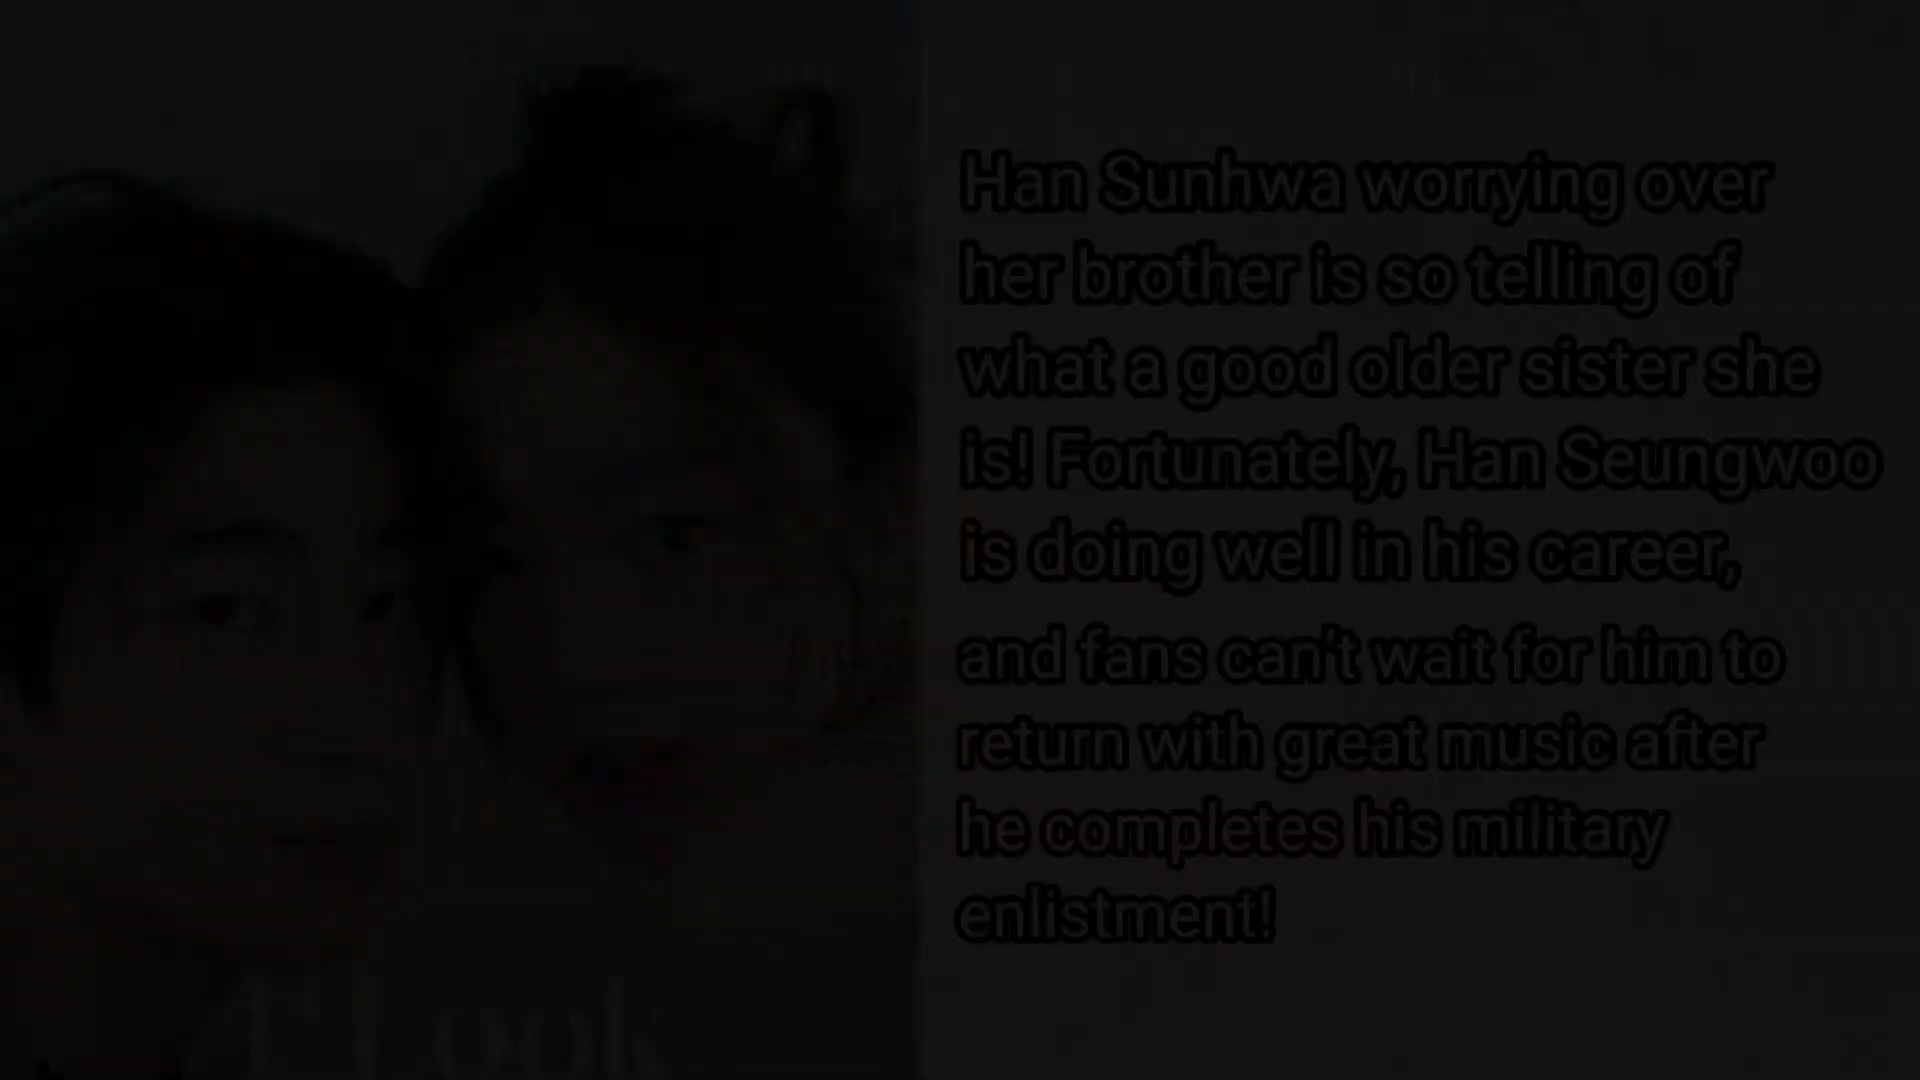 Han Sunhwa worrying over
her brother is so telling of
what a good older sister she
is! Fortunately, Han Seungwoo
is doing well in his career,
and fans can't wait for him to
return with great music after
he completes his military
enlistment!
1st Look